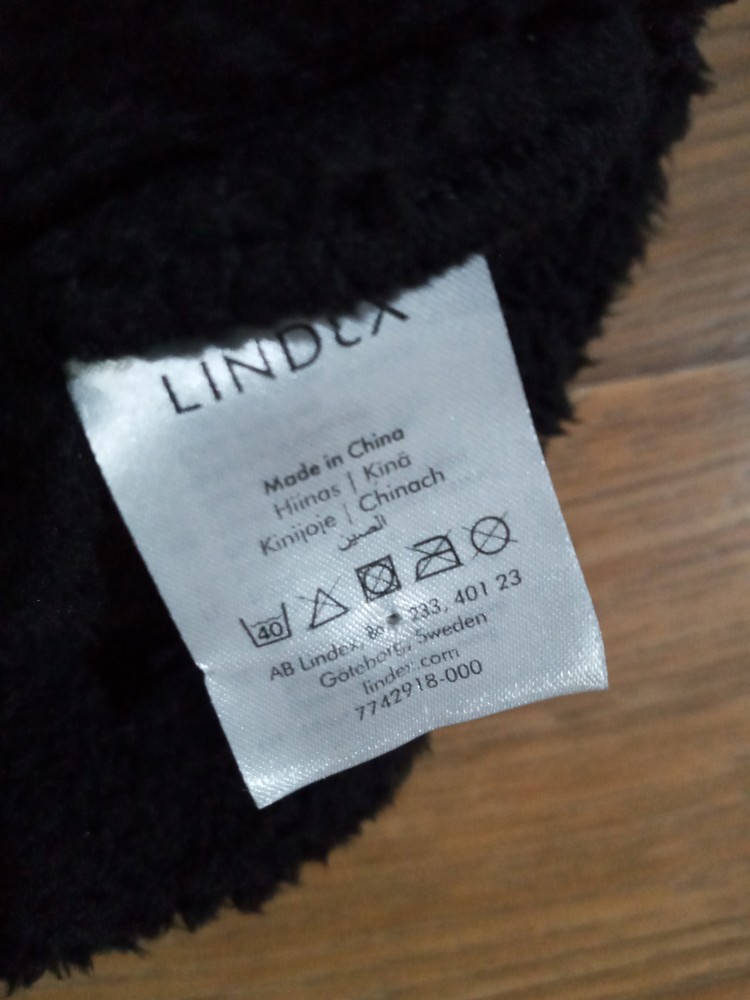 LINDEX
Made in China
Hiinas | Kinā
Kinijoje | Chinach
الصين
40
AB Lindex, 233, 401 23
Göteborg, Sweden
lindex.com
7742918-000